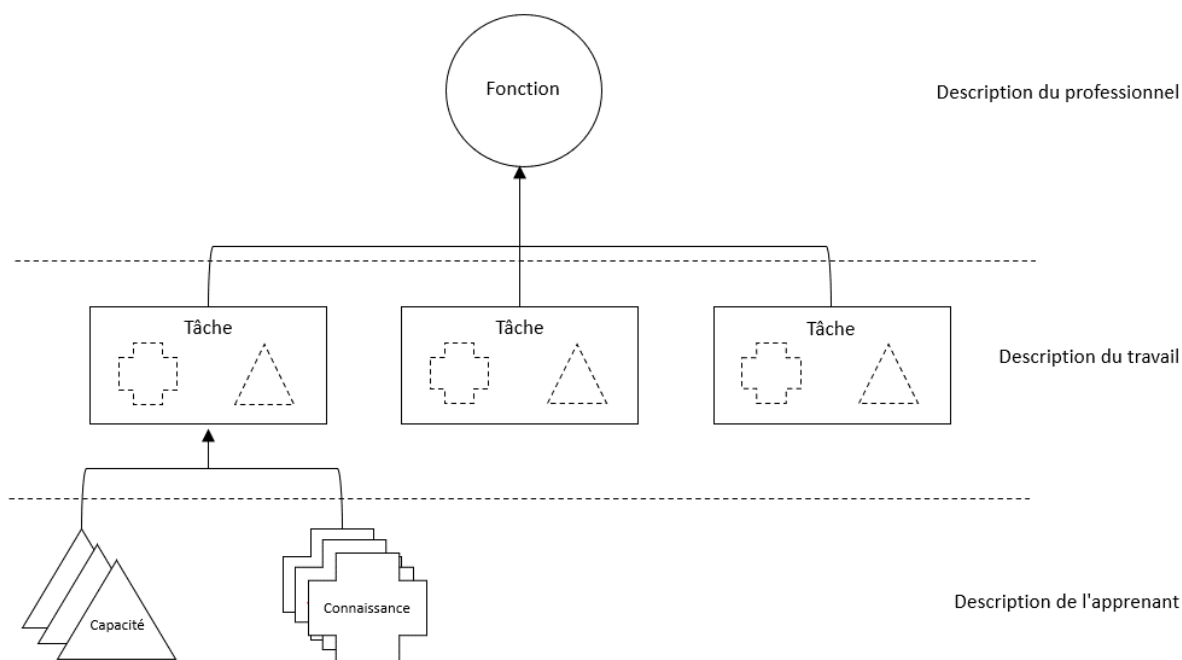 Fonction
Description du professionnel
Tâche
Tâche
Tâche
Description du travail
Capacité
Connaissance
Description de l'apprenant